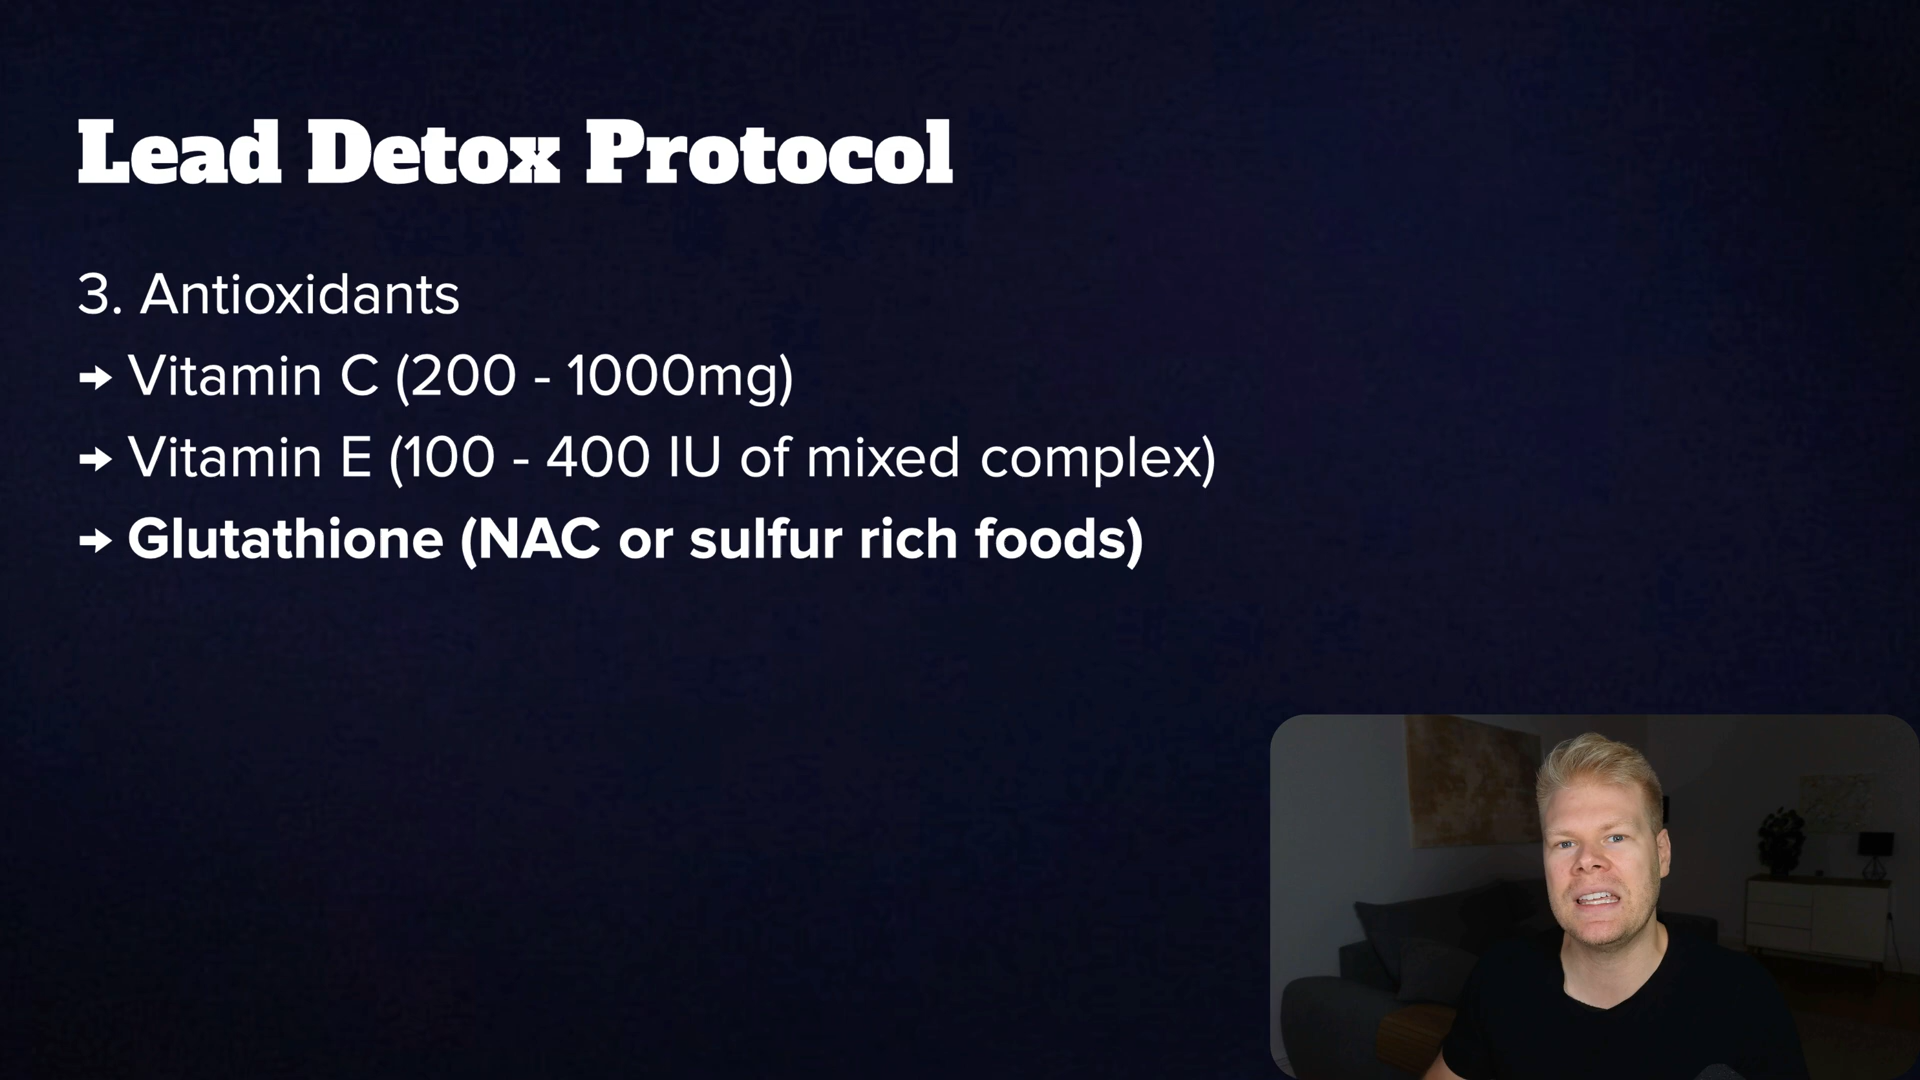 Lead Detox Protocol
3. Antioxidants
→ Vitamin C (200 - 1000mg)
→ Vitamin E (100 - 400 IU of mixed complex)
→ Glutathione (NAC or sulfur rich foods)